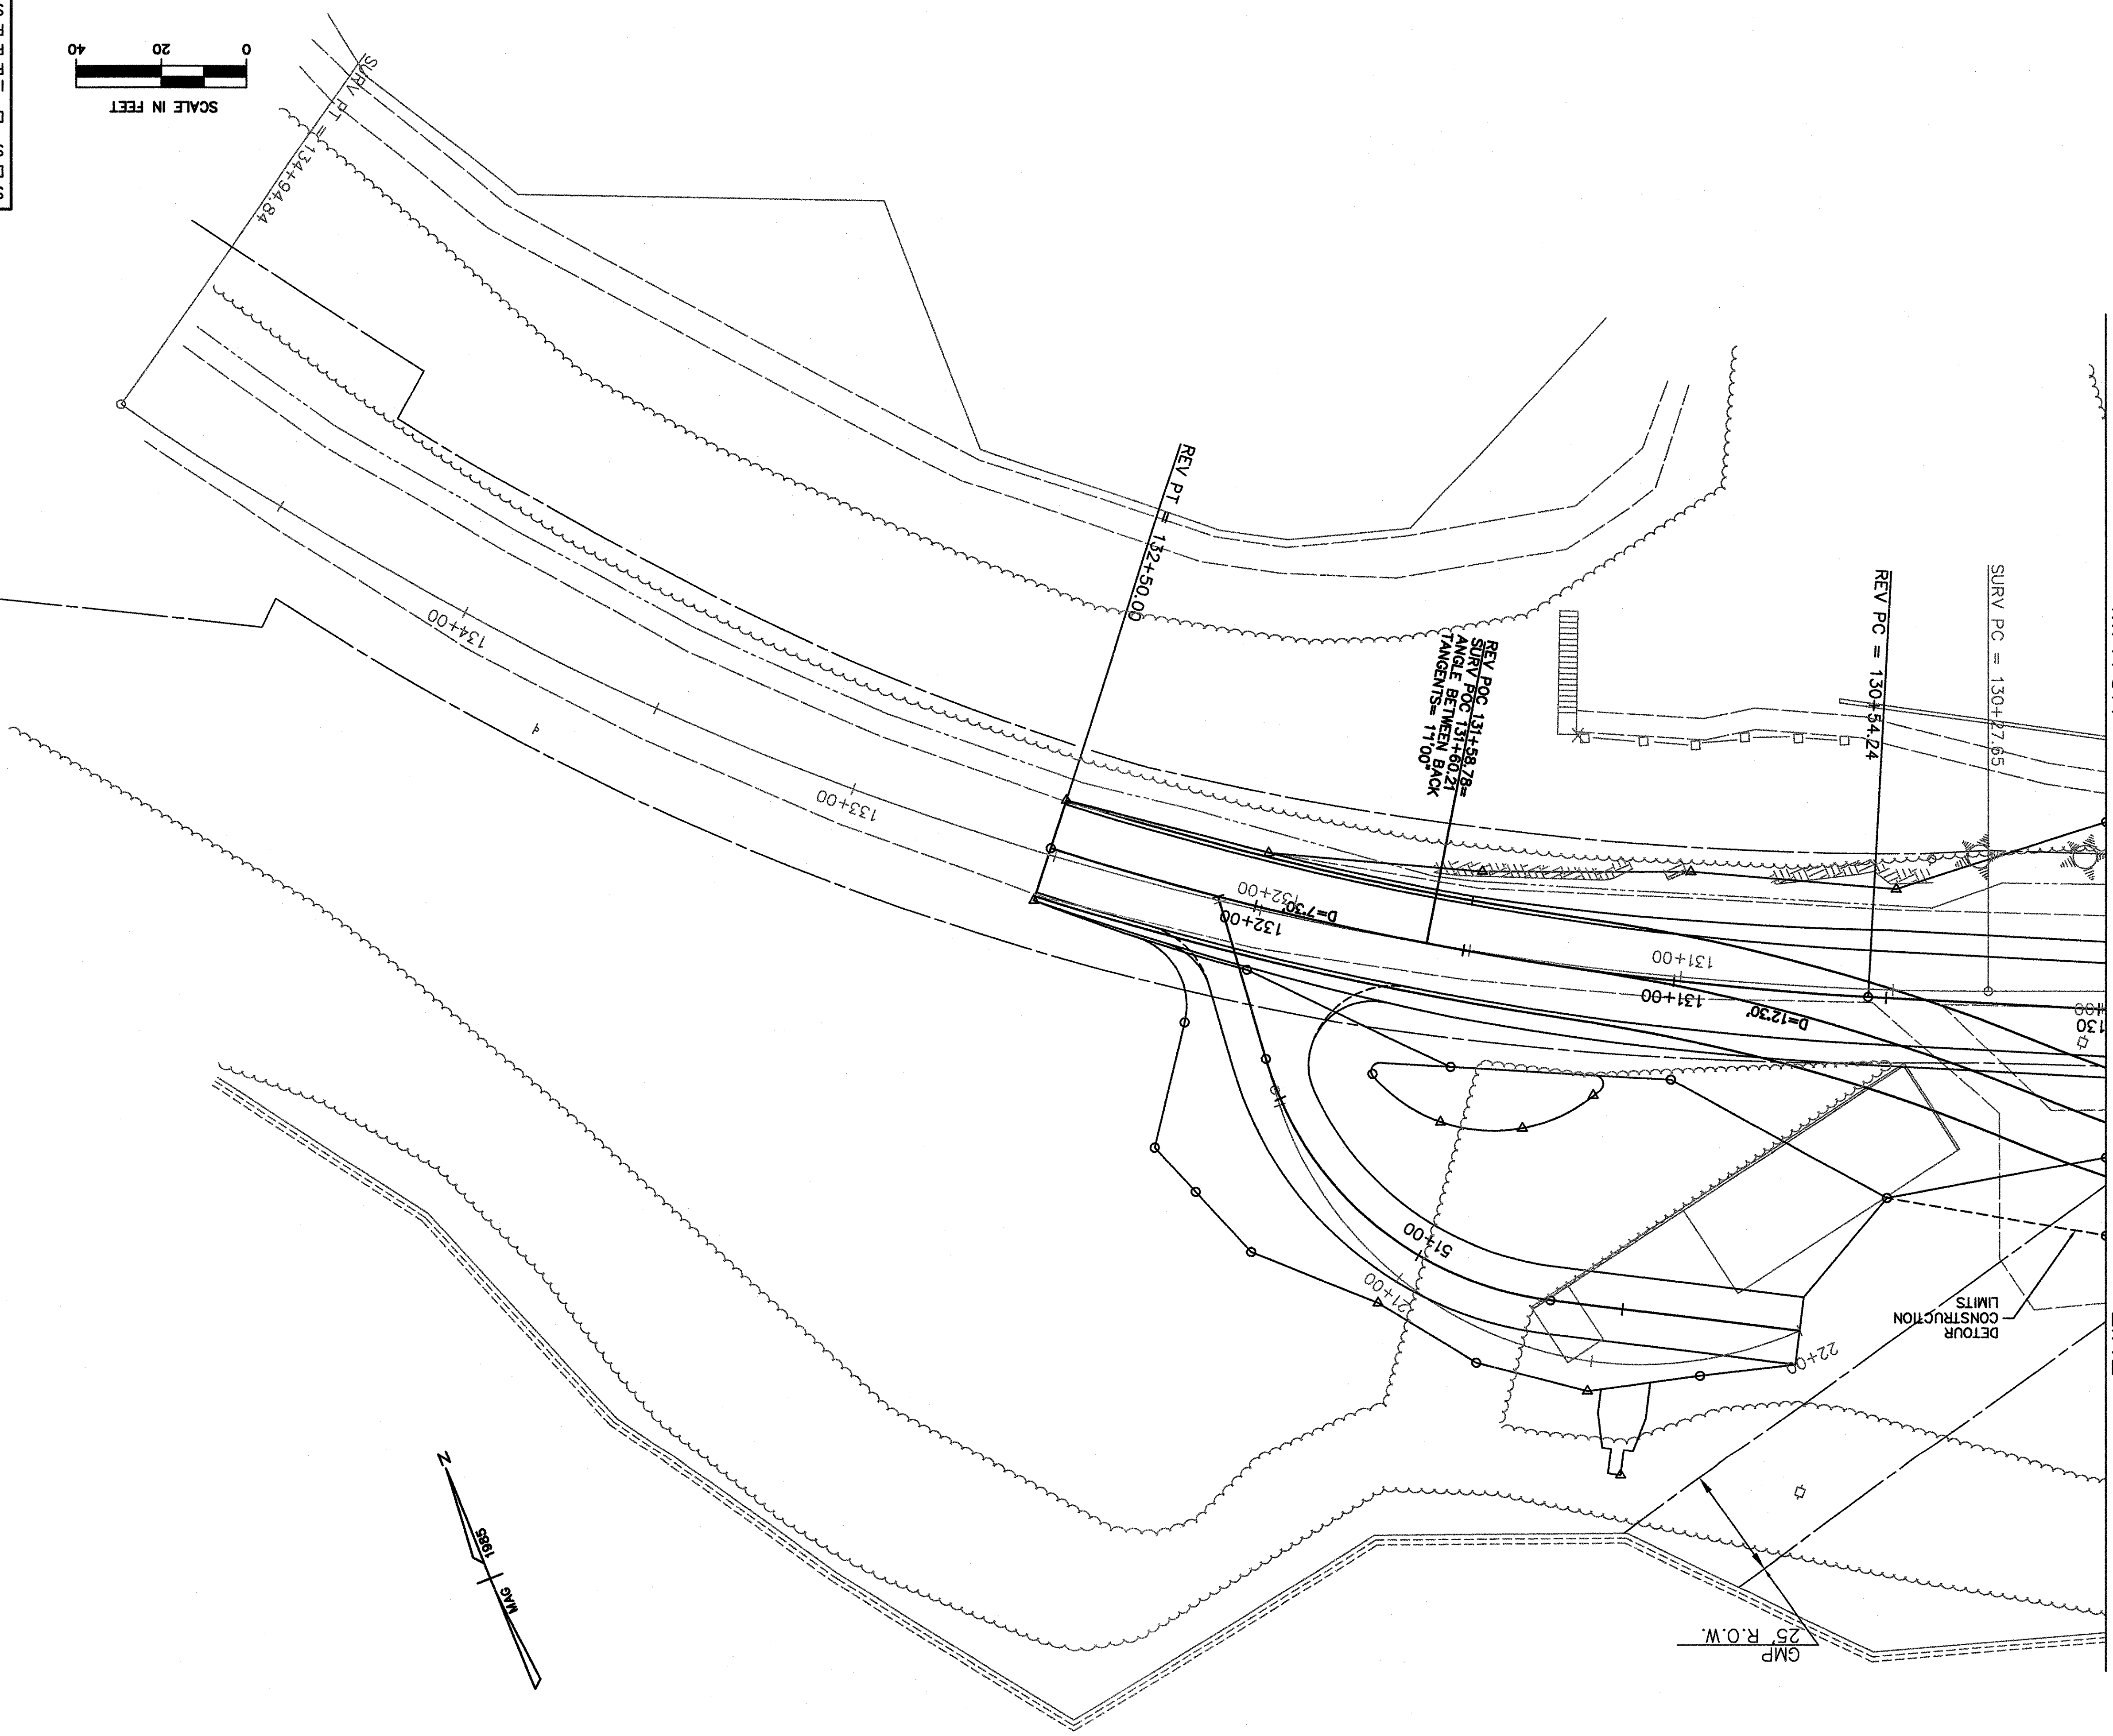 SCALE IN FEET
0 20 40
SURV PT = 134+94.84
REV PT = 132+50.00
REV POC 131+58.78=
SURV POC 131+60.21
ANGLE BETWEEN BACK
TANGENTS= 1°1'00"
REV PC = 130+54.24
SURV PC = 130+27.65
134+00
133+00
132+00
D=7°30'
132+00
131+00
131+00
D=12°30'
130
51+00
21+00
22+00
DETOUR
CONSTRUCTION
LIMITS
GMP
25' R.O.W.
N
MAG 1985